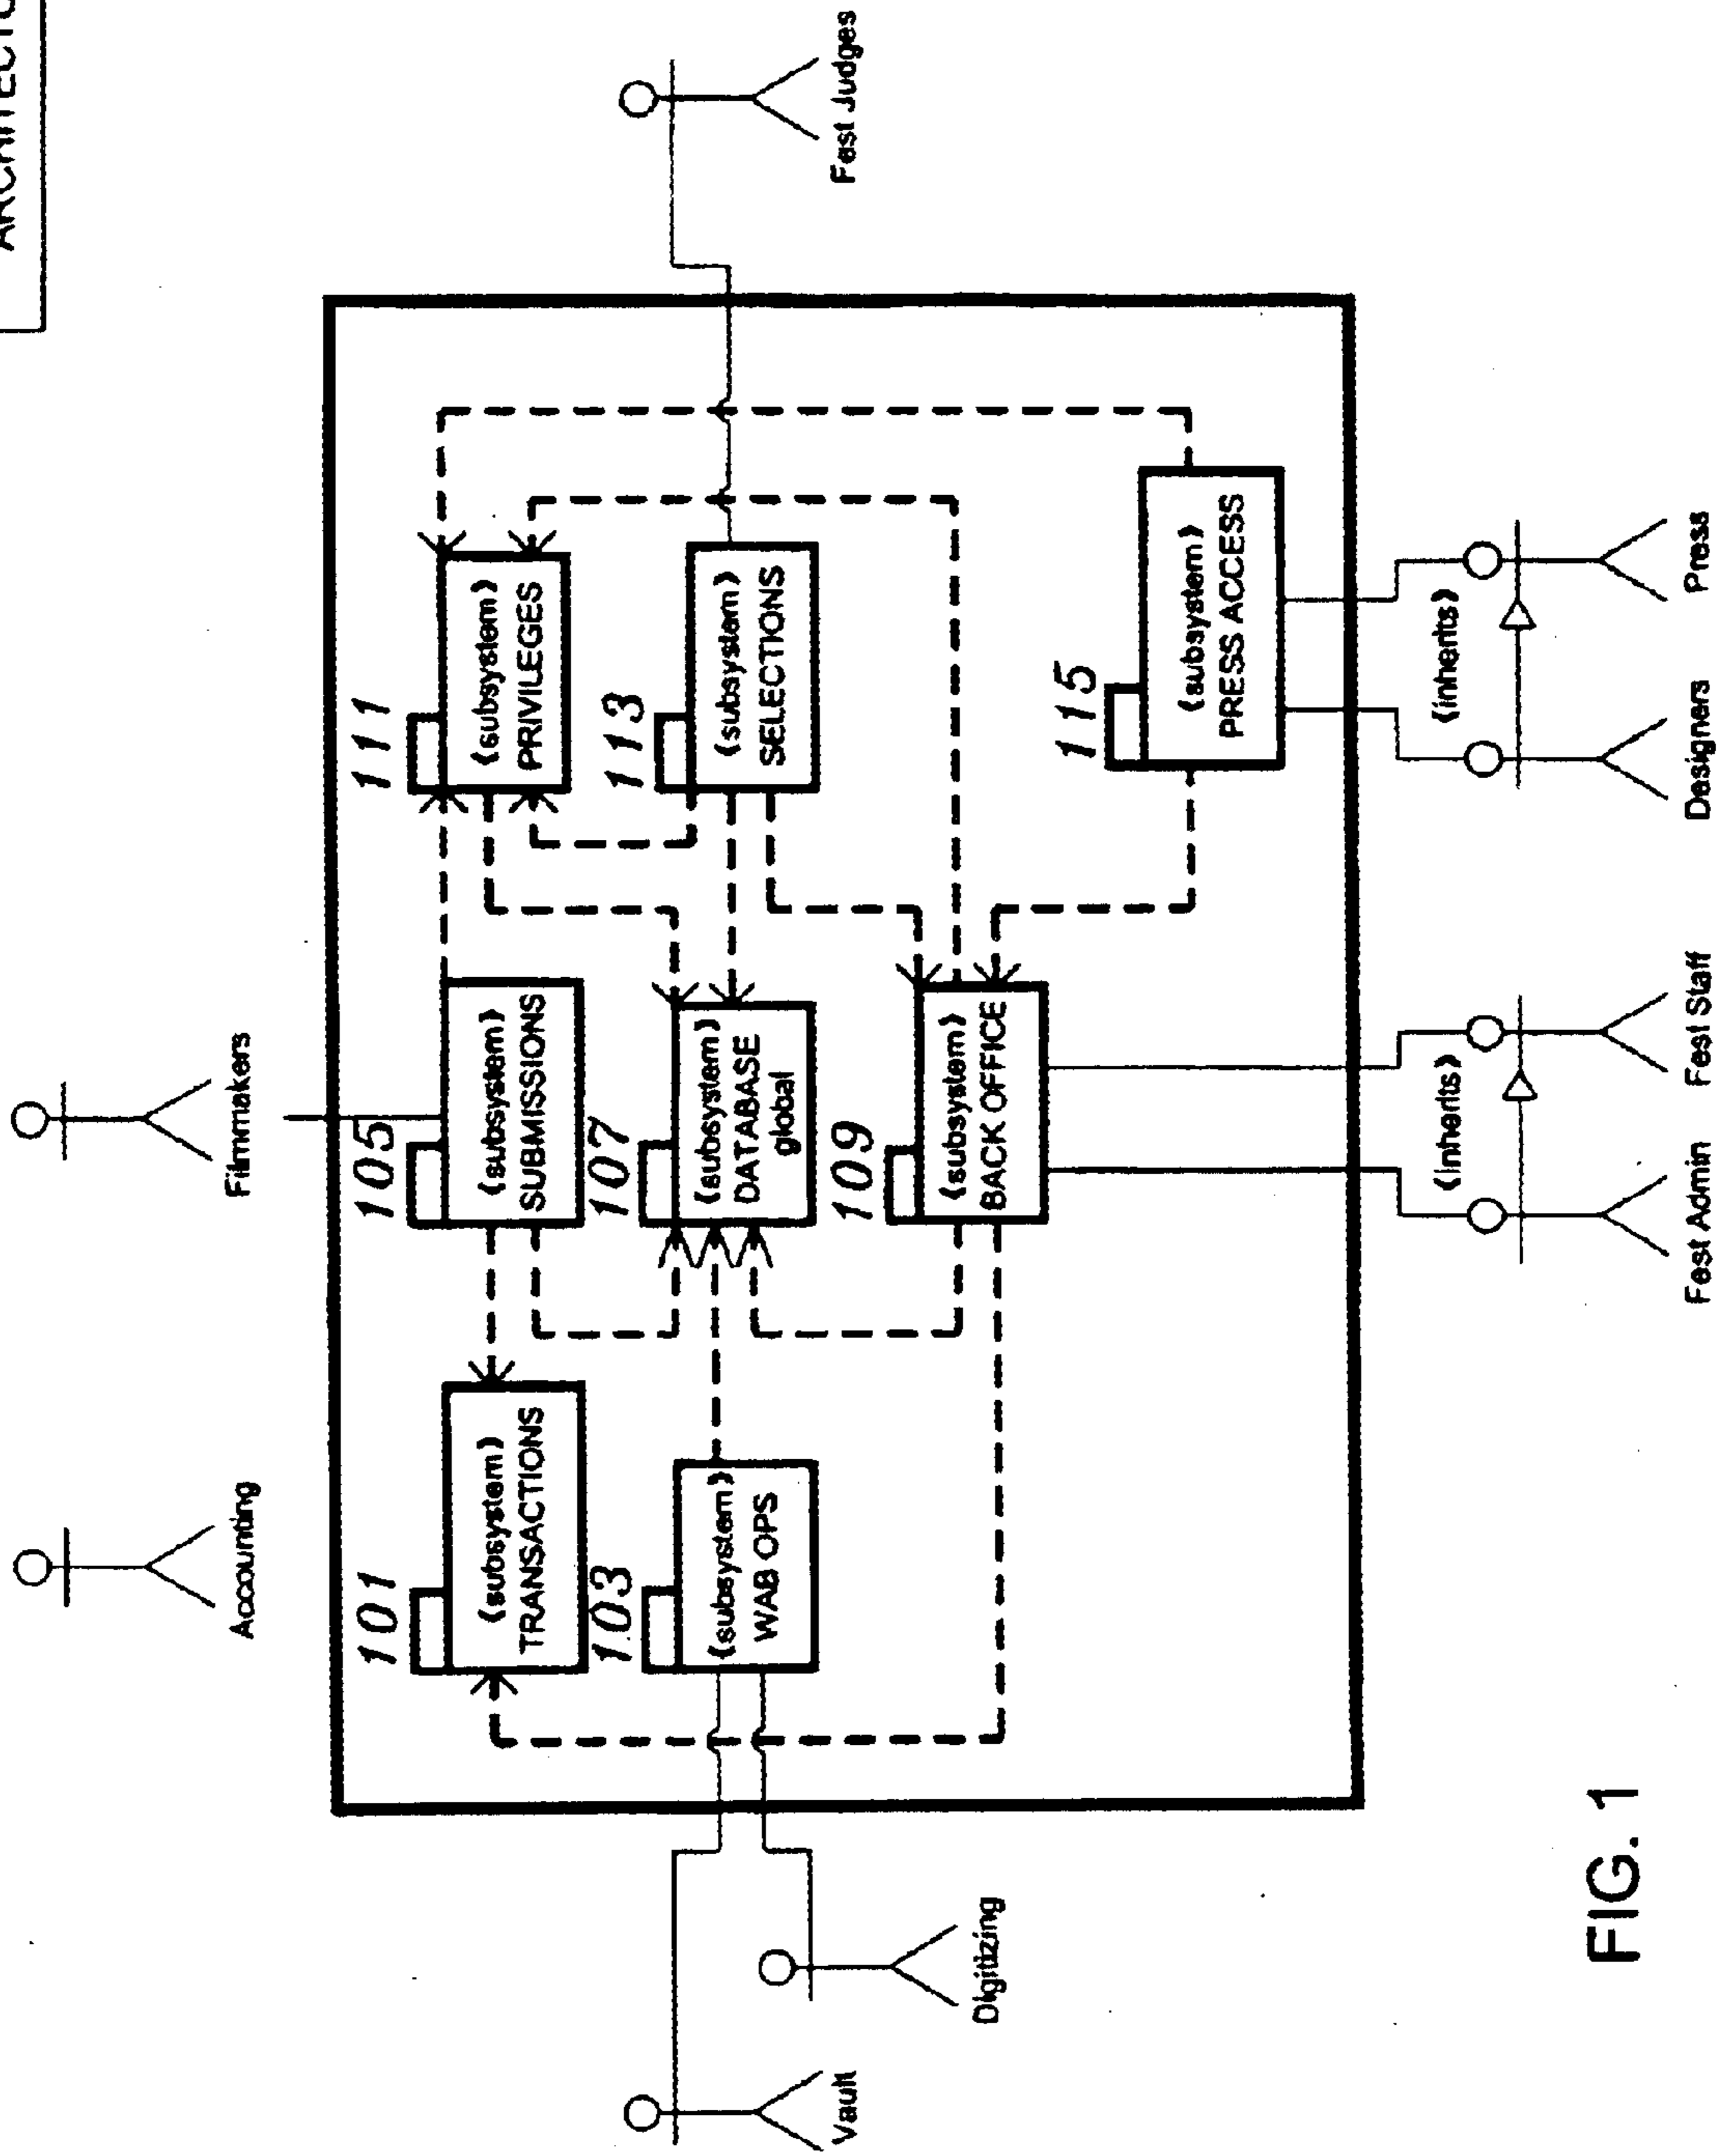 Accounting
Filmmakers
101
⟨subsystem⟩
TRANSACTIONS
105
⟨subsystem⟩
SUBMISSIONS
111
⟨subsystem⟩
PRIVILEGES
103
⟨subsystem⟩
WAB OPS
107
⟨subsystem⟩
DATABASE
global
113
⟨subsystem⟩
SELECTIONS
Vault
Digitizing
Fest Judges
109
⟨subsystem⟩
BACK OFFICE
115
⟨subsystem⟩
PRESS ACCESS
⟨inherits⟩
⟨inherits⟩
Fest Admin
Fest Staff
Designers
Press
FIG. 1